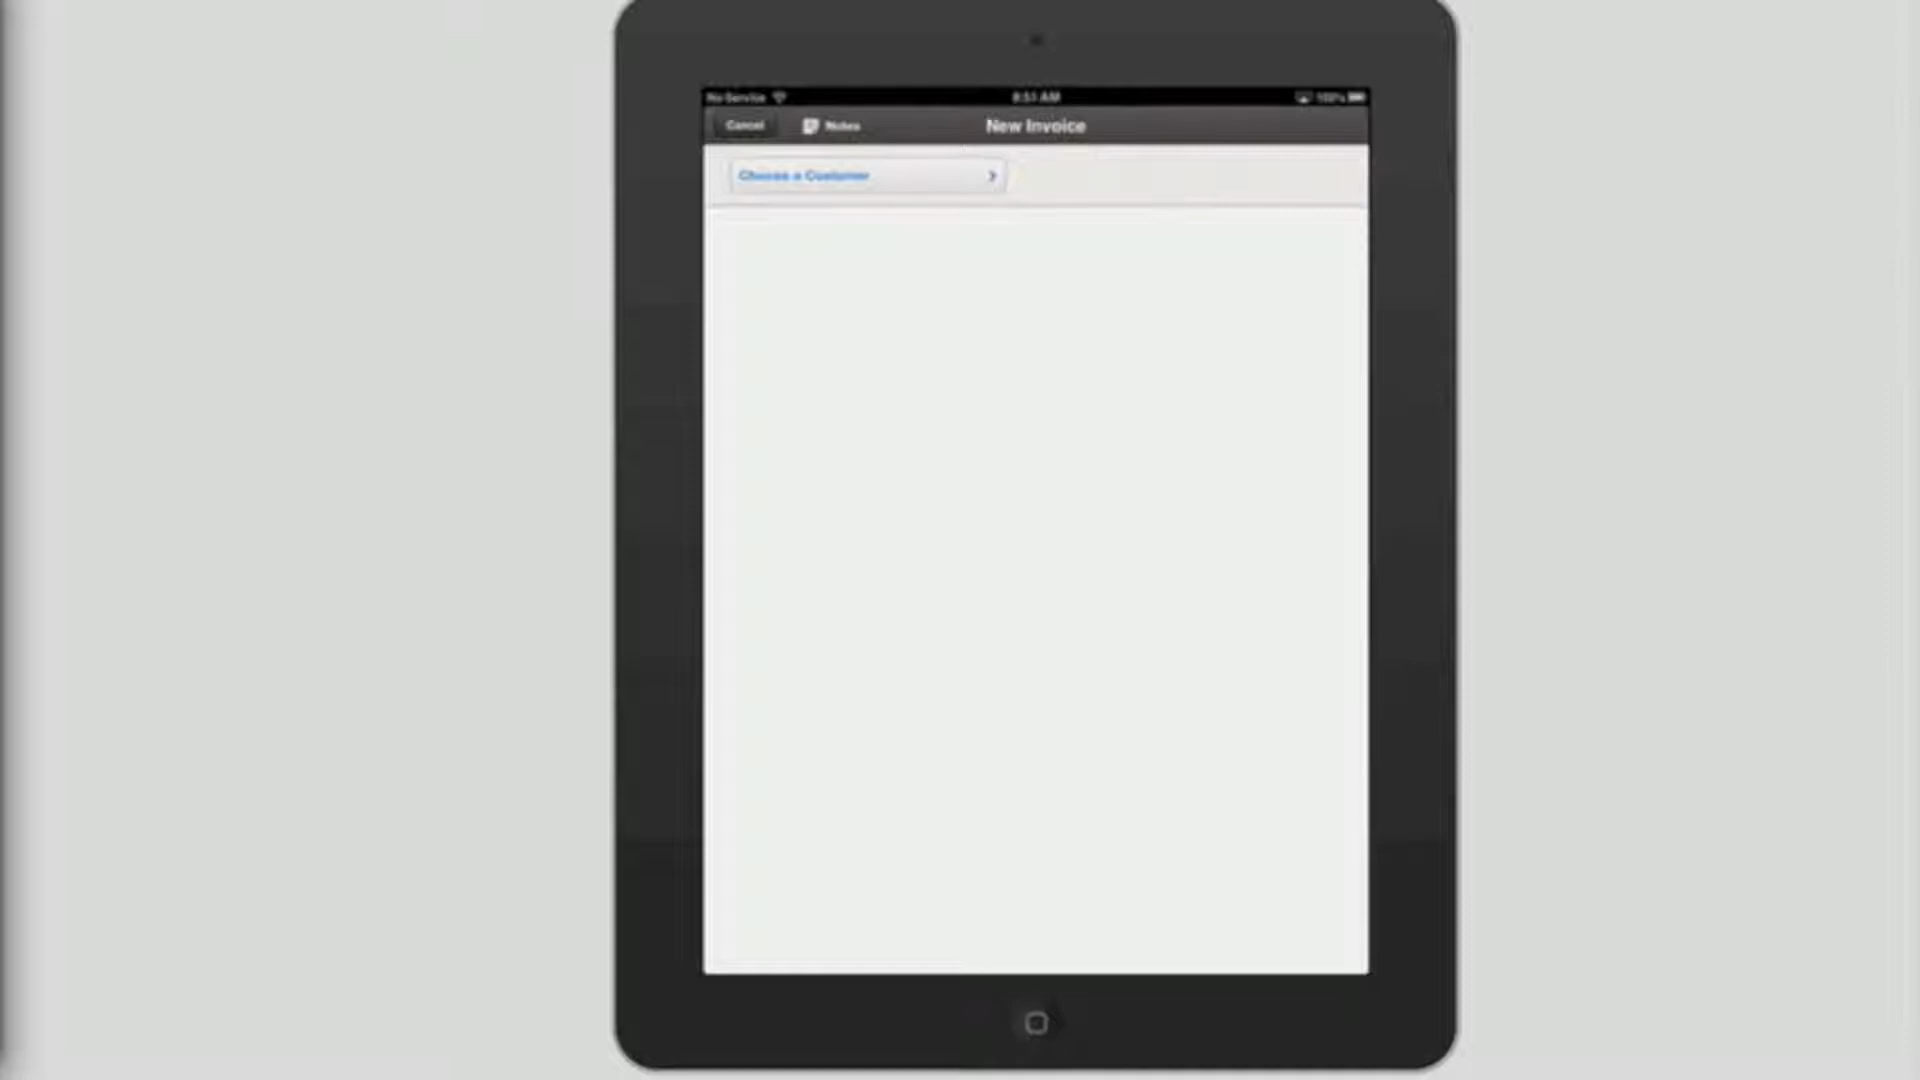 No Service 8:51 AM 100%
Cancel Notes New Invoice
Choose a Customer